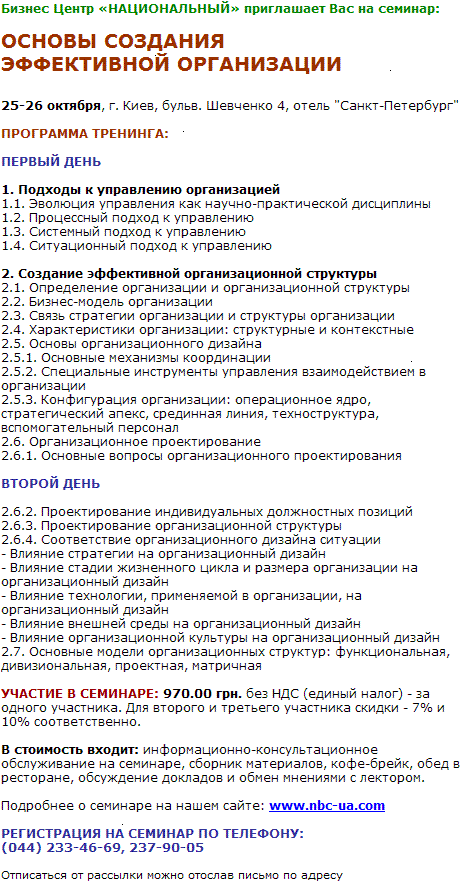 Бизнес Центр «НАЦИОНАЛЬНЫЙ» приглашает Вас на семинар:
ОСНОВЫ СОЗДАНИЯ
ЭФФЕКТИВНОЙ ОРГАНИЗАЦИИ
25-26 октября, г. Киев, бульв. Шевченко 4, отель "Санкт-Петербург"
ПРОГРАММА ТРЕНИНГА:
ПЕРВЫЙ ДЕНЬ
1. Подходы к управлению организацией
1.1. Эволюция управления как научно-практической дисциплины
1.2. Процессный подход к управлению
1.3. Системный подход к управлению
1.4. Ситуационный подход к управлению
2. Создание эффективной организационной структуры
2.1. Определение организации и организационной структуры
2.2. Бизнес-модель организации
2.3. Связь стратегии организации и структуры организации
2.4. Характеристики организации: структурные и контекстные
2.5. Основы организационного дизайна
2.5.1. Основные механизмы координации
2.5.2. Специальные инструменты управления взаимодействием в
организации
2.5.3. Конфигурация организации: операционное ядро,
стратегический апекс, срединная линия, техноструктура,
вспомогательный персонал
2.6. Организационное проектирование
2.6.1. Основные вопросы организационного проектирования
ВТОРОЙ ДЕНЬ
2.6.2. Проектирование индивидуальных должностных позиций
2.6.3. Проектирование организационной структуры
2.6.4. Соответствие организационного дизайна ситуации
- Влияние стратегии на организационный дизайн
- Влияние стадии жизненного цикла и размера организации на
организационный дизайн
- Влияние технологии, применяемой в организации, на
организационный дизайн
- Влияние внешней среды на организационный дизайн
- Влияние организационной культуры на организационный дизайн
2.7. Основные модели организационных структур: функциональная,
дивизиональная, проектная, матричная
УЧАСТИЕ В СЕМИНАРЕ: 970.00 грн. без НДС (единый налог) - за
одного участника. Для второго и третьего участника скидки - 7% и
10% соответственно.
В стоимость входит: информационно-консультационное
обслуживание на семинаре, сборник материалов, кофе-брейк, обед в
ресторане, обсуждение докладов и обмен мнениями с лектором.
Подробнее о семинаре на нашем сайте: www.nbc-ua.com
РЕГИСТРАЦИЯ НА СЕМИНАР ПО ТЕЛЕФОНУ:
(044) 233-46-69, 237-90-05
Отписаться от рассылки можно отослав письмо по адресу